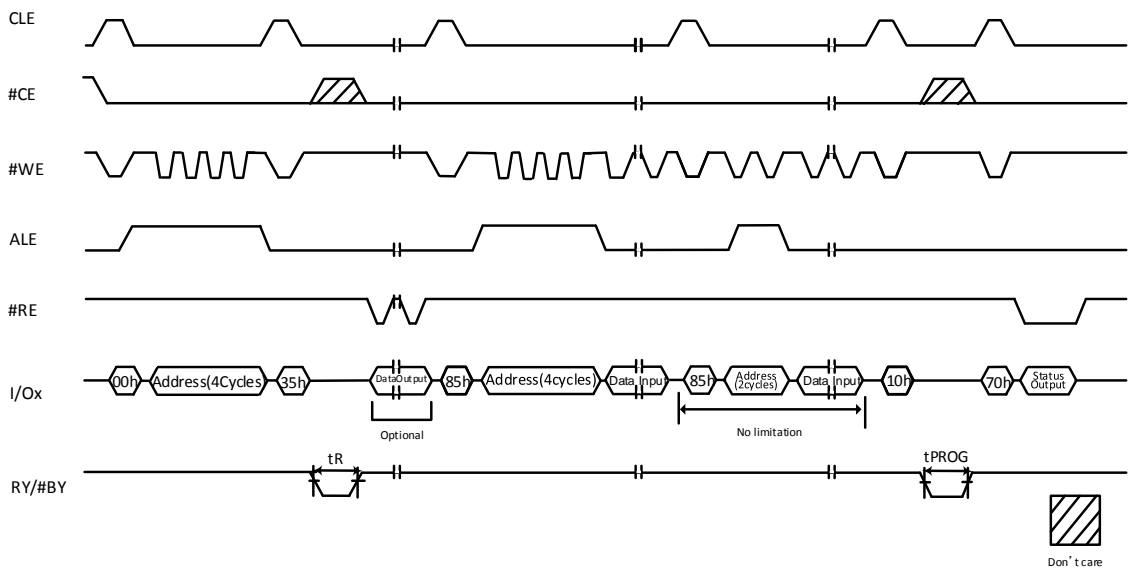 CLE
#CE
#WE
ALE
#RE
I/Ox
00h Address(4Cycles) 35h DataOutput 85h Address(4cycles) Data Input 85h Address (2cycles) Data Input 10h 70h Status Output
Optional
No limitation
RY/#BY
tR
tPROG
Don't care